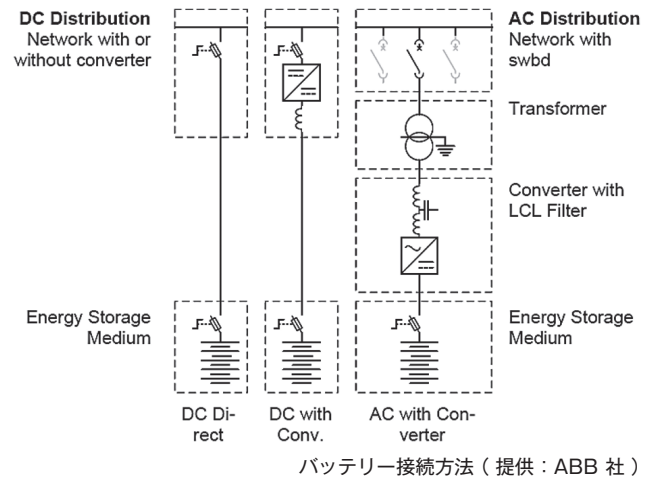 DC Distribution
Network with or
without converter
AC Distribution
Network with
swbd
Transformer
Converter with
LCL Filter
Energy Storage
Medium
Energy Storage
Medium
DC Di-
rect
DC with
Conv.
AC with Con-
verter
バッテリー接続方法 ( 提供：ABB 社 )